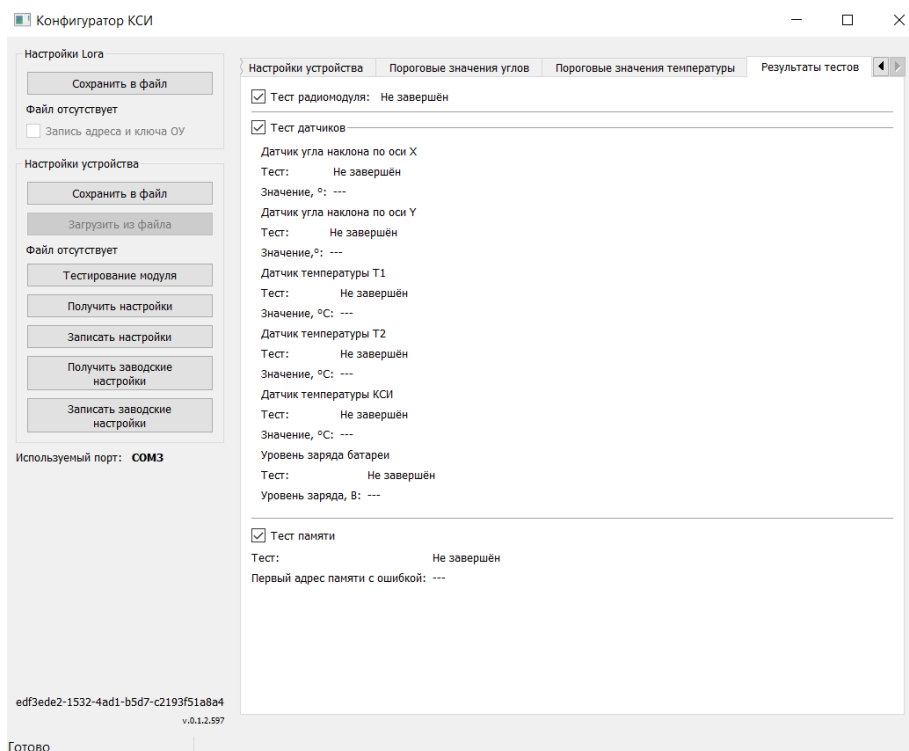 Конфигуратор КСИ
Настройки Lora
Сохранить в файл
Файл отсутствует
Запись адреса и ключа ОУ
Настройки устройства
Сохранить в файл
Загрузить из файла
Файл отсутствует
Тестирование модуля
Получить настройки
Записать настройки
Получить заводские
настройки
Записать заводские
настройки
Используемый порт: COM3
edf3ede2-1532-4ad1-b5d7-c2193f51a8a4
v.0.1.2.597
Готово
Настройки устройства Пороговые значения углов Пороговые значения температуры Результаты тестов
Тест радиомодуля: Не завершён
Тест датчиков
Датчик угла наклона по оси X
Тест: Не завершён
Значение, °: ---
Датчик угла наклона по оси Y
Тест: Не завершён
Значение,°: ---
Датчик температуры T1
Тест: Не завершён
Значение, °C: ---
Датчик температуры T2
Тест: Не завершён
Значение, °C: ---
Датчик температуры КСИ
Тест: Не завершён
Значение, °C: ---
Уровень заряда батареи
Тест: Не завершён
Уровень заряда, В: ---
Тест памяти
Тест: Не завершён
Первый адрес памяти с ошибкой: ---